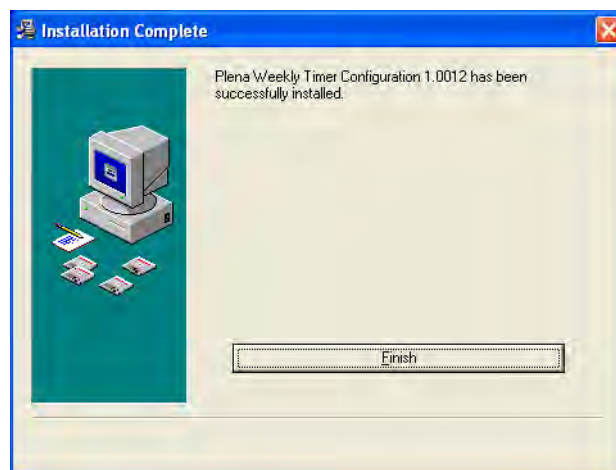 Installation Complete
Plena Weekly Timer Configuration 1.0012 has been
successfully installed.
Finish